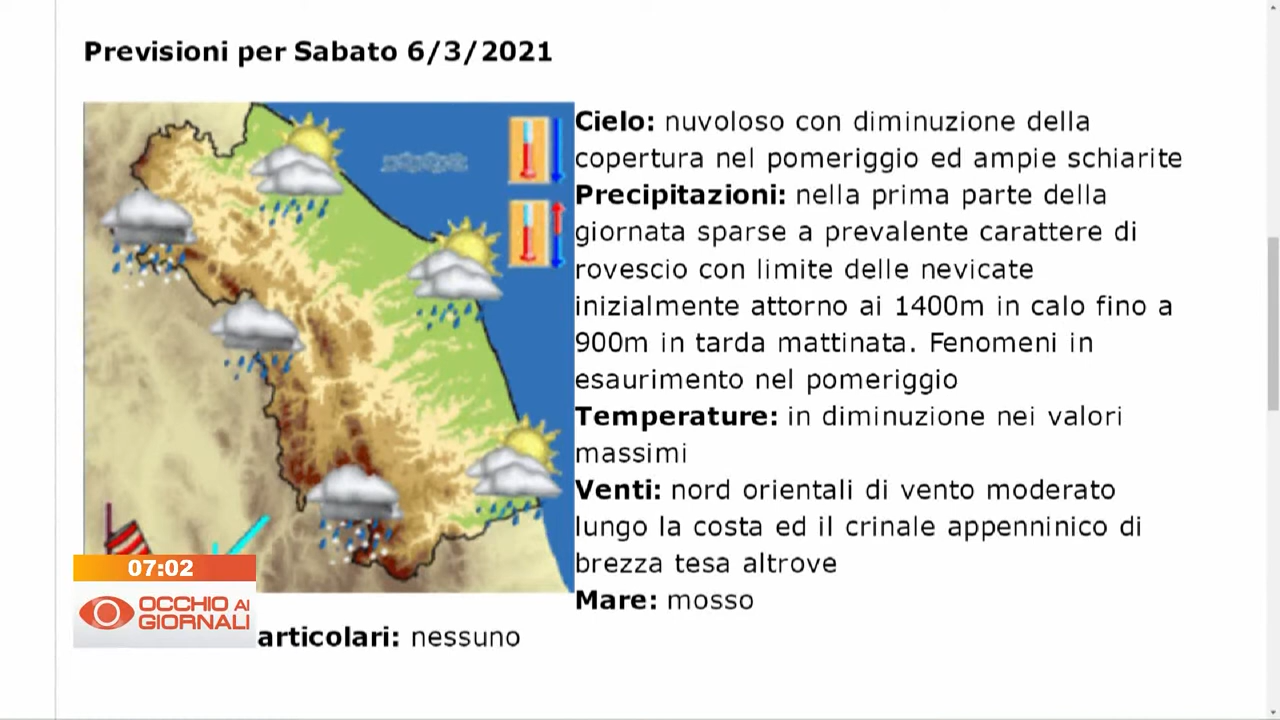 Previsioni per Sabato 6/3/2021
Cielo: nuvoloso con diminuzione della
copertura nel pomeriggio ed ampie schiarite
Precipitazioni: nella prima parte della
giornata sparse a prevalente carattere di
rovescio con limite delle nevicate
inizialmente attorno ai 1400m in calo fino a
900m in tarda mattinata. Fenomeni in
esaurimento nel pomeriggio
Temperature: in diminuzione nei valori
massimi
Venti: nord orientali di vento moderato
lungo la costa ed il crinale appenninico di
brezza tesa altrove
Mare: mosso
articolari: nessuno
07:02
OCCHIO AI
GIORNALI